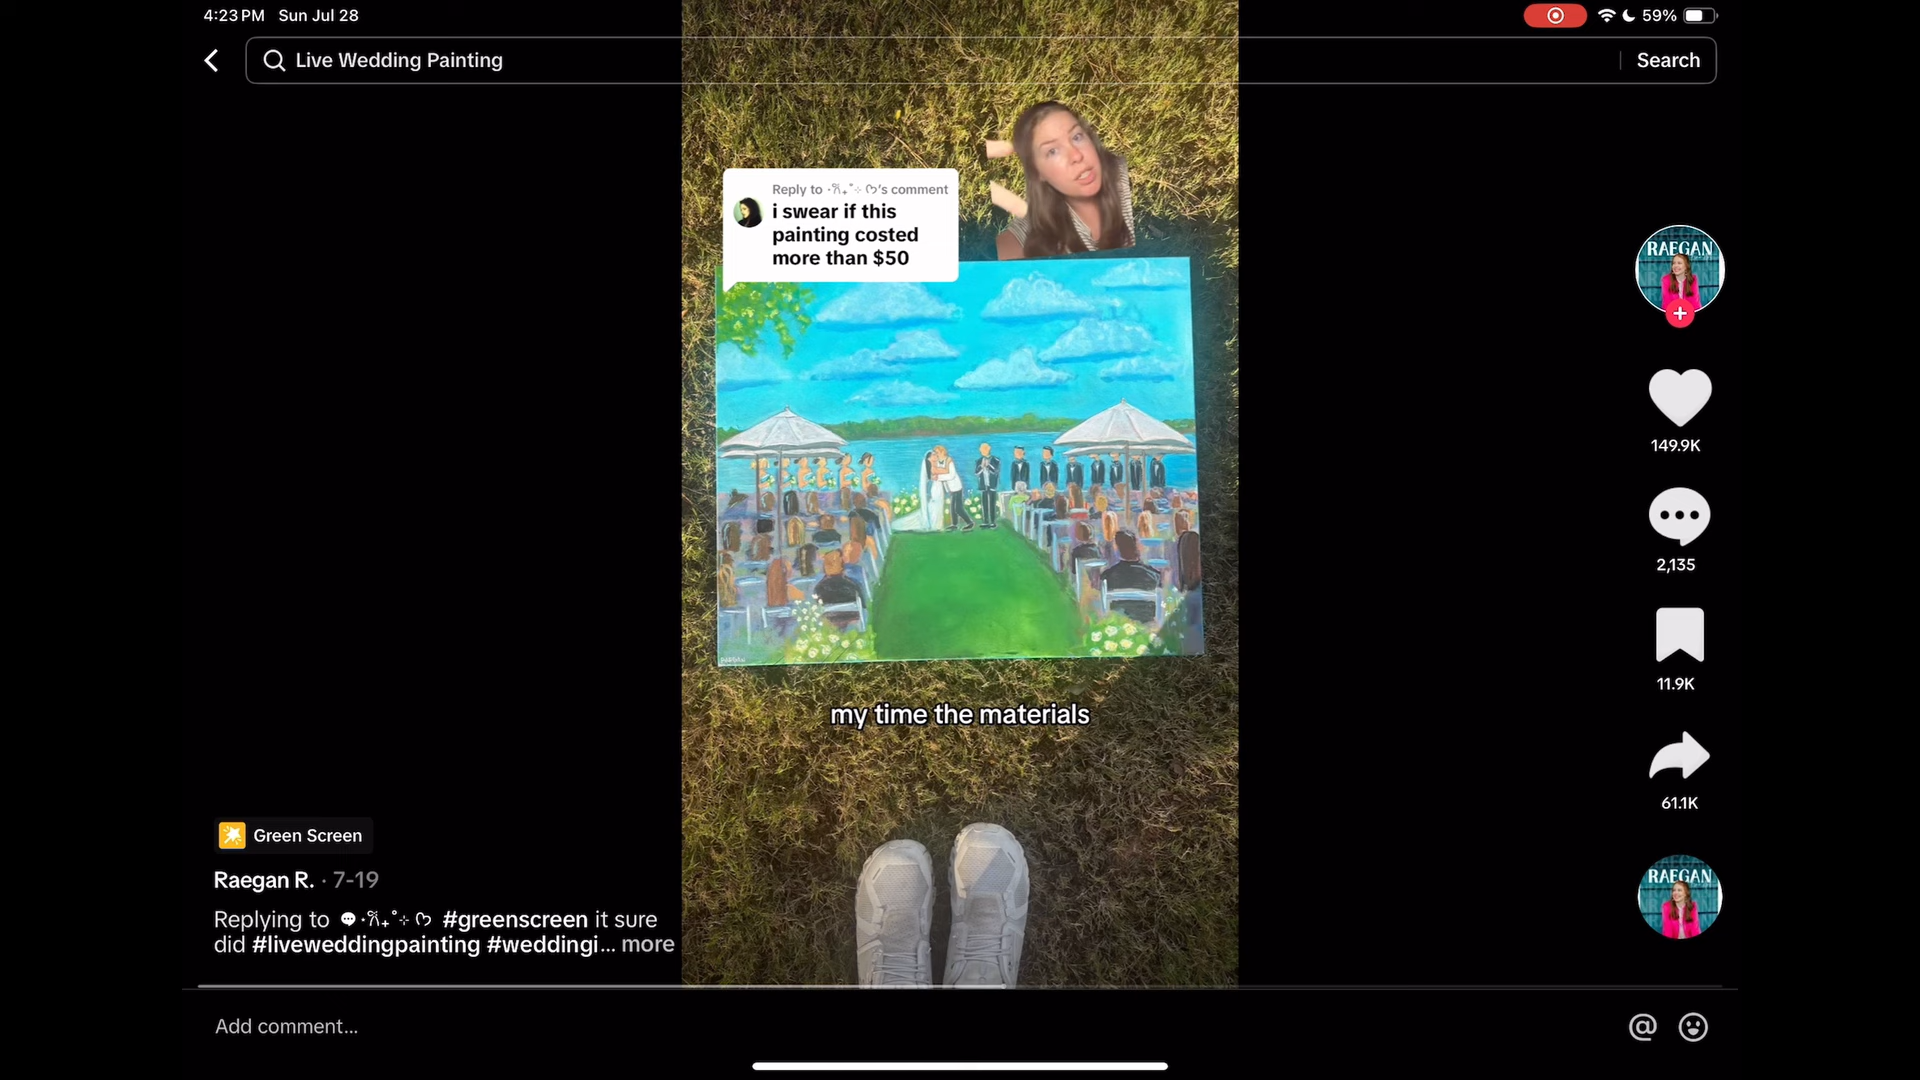 4:23 PM Sun Jul 28
59%
Live Wedding Painting
Search
Reply to ‎·𐙚₊˚⊹ ᰔ's comment
i swear if this
painting costed
more than $50
RAEGAN
149.9K
2,135
11.9K
61.1K
my time the materials
Green Screen
Raegan R. · 7-19
Replying to 💬·𐙚₊˚⊹ ᰔ #greenscreen it sure
did #liveweddingpainting #weddingi... more
RAEGAN
Add comment...
@